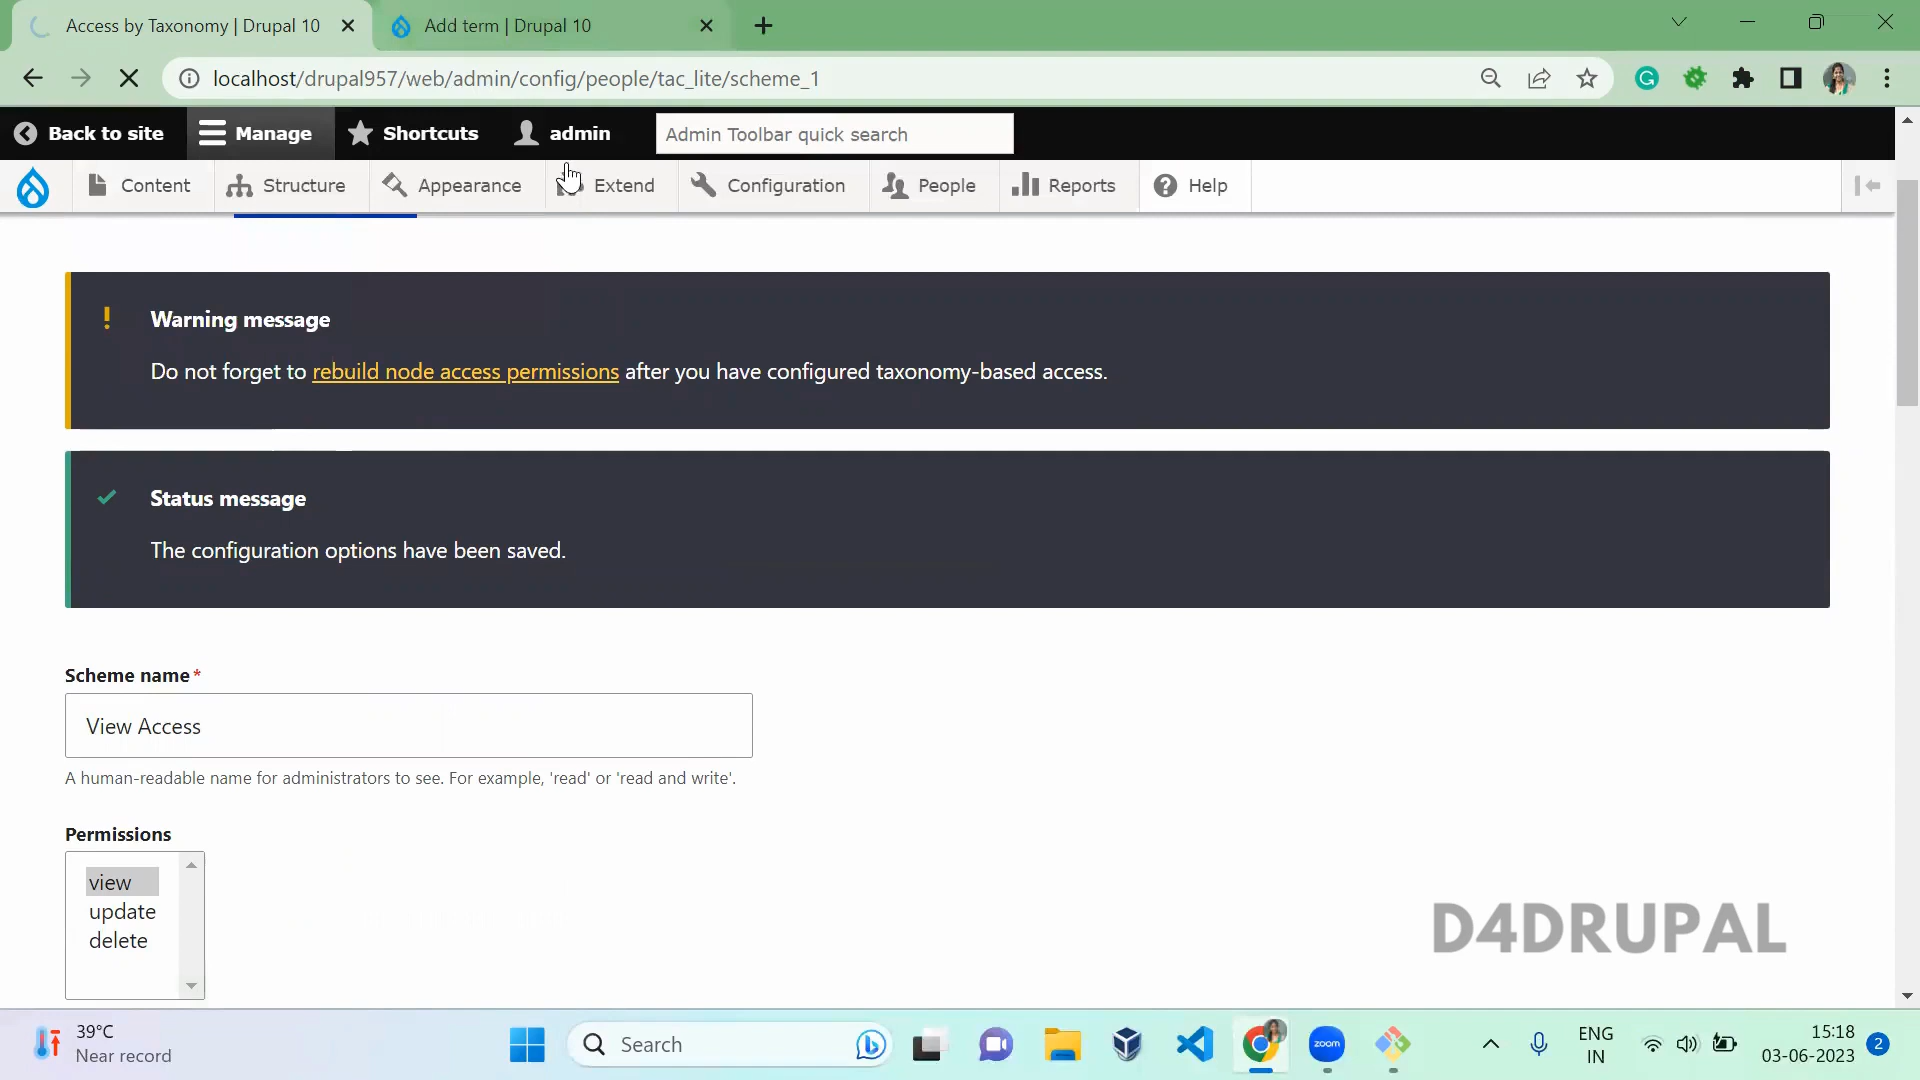 Access by Taxonomy | Drupal 10
Add term | Drupal 10
localhost/drupal957/web/admin/config/people/tac_lite/scheme_1
Back to site
Manage
Shortcuts
admin
Admin Toolbar quick search
Content
Structure
Appearance
Extend
Configuration
People
Reports
Help
Warning message
Do not forget to rebuild node access permissions after you have configured taxonomy-based access.
Status message
The configuration options have been saved.
Scheme name*
View Access
A human-readable name for administrators to see. For example, 'read' or 'read and write'.
Permissions
view
update
delete
D4DRUPAL
39°C
Near record
Search
zoom
ENG
IN
15:18
03-06-2023
2